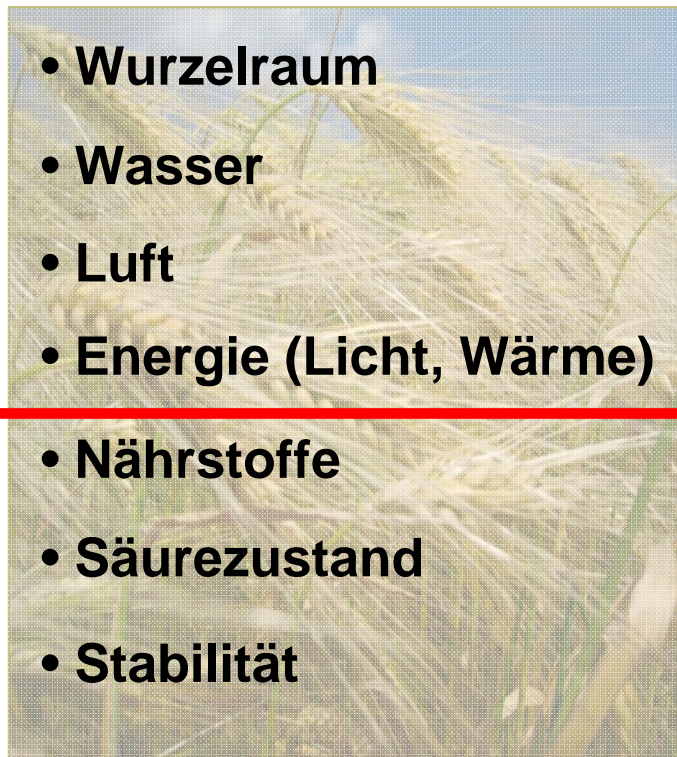 • Wurzelraum
• Wasser
• Luft
• Energie (Licht, Wärme)
• Nährstoffe
• Säurezustand
• Stabilität